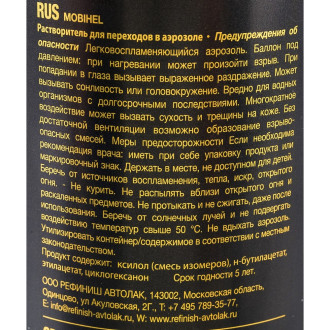 RUS MOBIHEL
Растворитель для переходов в аэрозоле • Предупреждения об
опасности Легковоспламеняющийся аэрозоль. Баллон под
давлением: при нагревании может произойти взрыв. При
попадании в глаза вызывает выраженное раздражение. Может
вызывать сонливость или головокружение. Вредно для водных
организмов с долгосрочными последствиями. Многократное
воздействие может вызвать сухость и трещины на коже. Без
достаточной вентиляции возможно образование взрыво-
опасных смесей. Меры предосторожности Если необходима
рекомендация врача: иметь при себе упаковку продукта или
маркировочный знак. Держать в месте, не доступном для детей.
Беречь от источников воспламенения, тепла, искр, открытого
огня. - Не курить. Не распылять вблизи открытого огня и
других источников воспламенения. Не протыкать и не сжигать, даже после
использования. Беречь от солнечных лучей и не подвергать
воздействию температур свыше 50 °C. Не вдыхать аэрозоль.
Утилизировать контейнер/содержимое в соответствии с местным
законодательством.
Продукт содержит: ксилол (смесь изомеров), н-бутилацетат,
этилацетат, циклогексанон Срок годности 5 лет.
ООО РЕФИНИШ АВТОЛАК, 143002, Московская область,
Одинцово, ул Акуловская, 2Г., Т: +7 495 789-35-77,
E: info@refinish-avtolak.ru, www.refinish-avtolak.ru